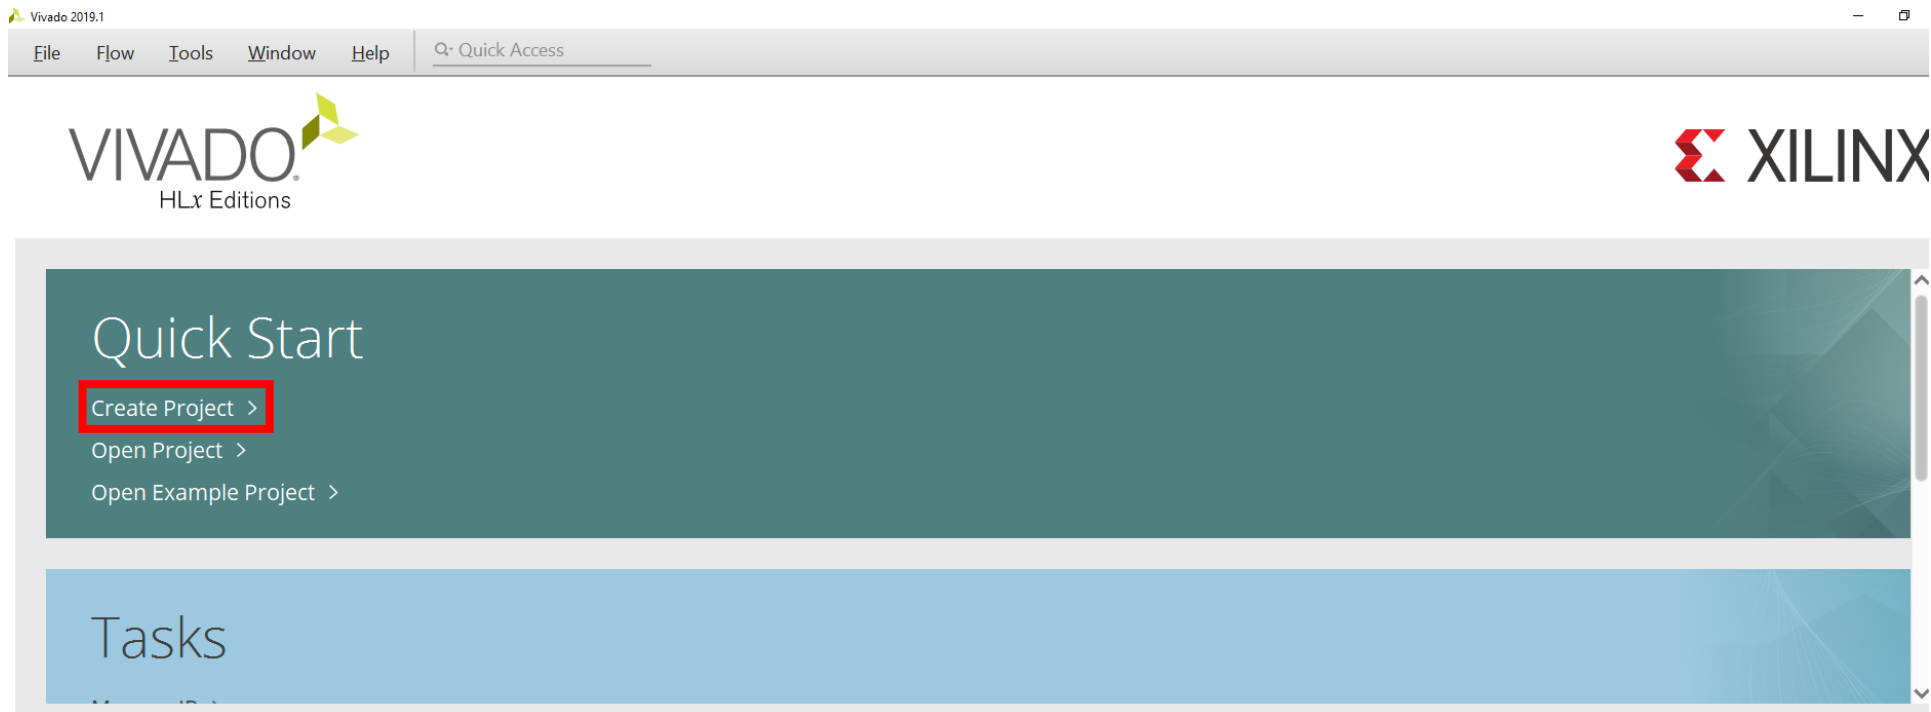 Vivado 2019.1
File Flow Tools Window Help Quick Access
VIVADO.
HLx Editions
XILINX
Quick Start
Create Project >
Open Project >
Open Example Project >
Tasks